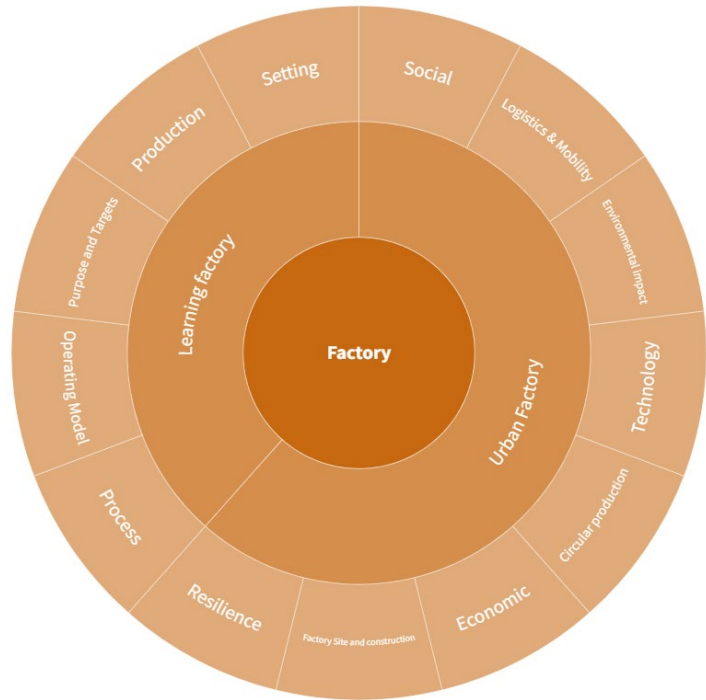 Factory
Learning factory
Urban Factory
Social
Logistics & Mobility
Environmental impact
Technology
Circular production
Economic
Factory Site and construction
Resilience
Process
Operating Model
Purpose and Targets
Production
Setting